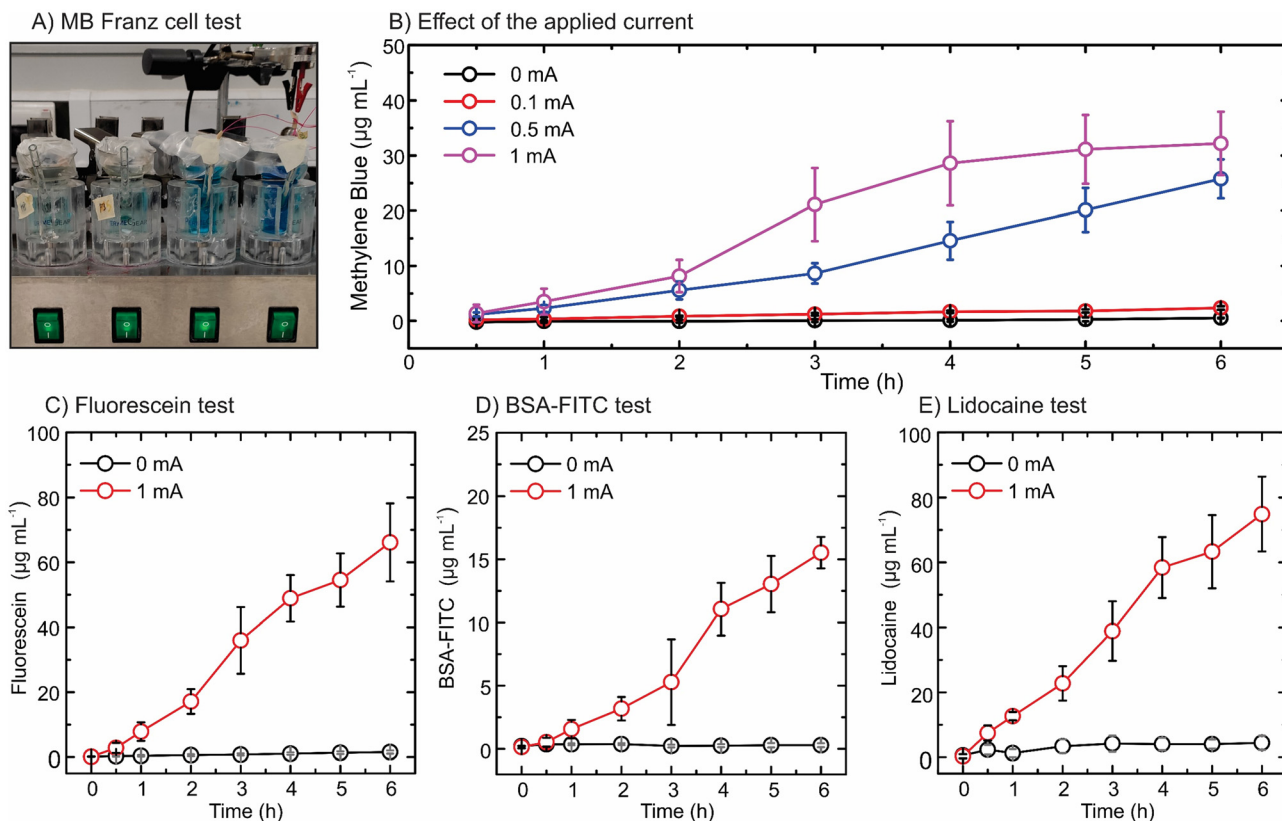 A) MB Franz cell test
B) Effect of the applied current
50
40
30
20
10
0
Methylene Blue (µg mL⁻¹)
0 mA
0.1 mA
0.5 mA
1 mA
0 1 2 3 4 5 6
Time (h)
C) Fluorescein test
100
80
60
40
20
0
Fluorescein (µg mL⁻¹)
0 mA
1 mA
0 1 2 3 4 5 6
Time (h)
D) BSA-FITC test
25
20
15
10
5
0
BSA-FITC (µg mL⁻¹)
0 mA
1 mA
0 1 2 3 4 5 6
Time (h)
E) Lidocaine test
100
80
60
40
20
0
Lidocaine (µg mL⁻¹)
0 mA
1 mA
0 1 2 3 4 5 6
Time (h)